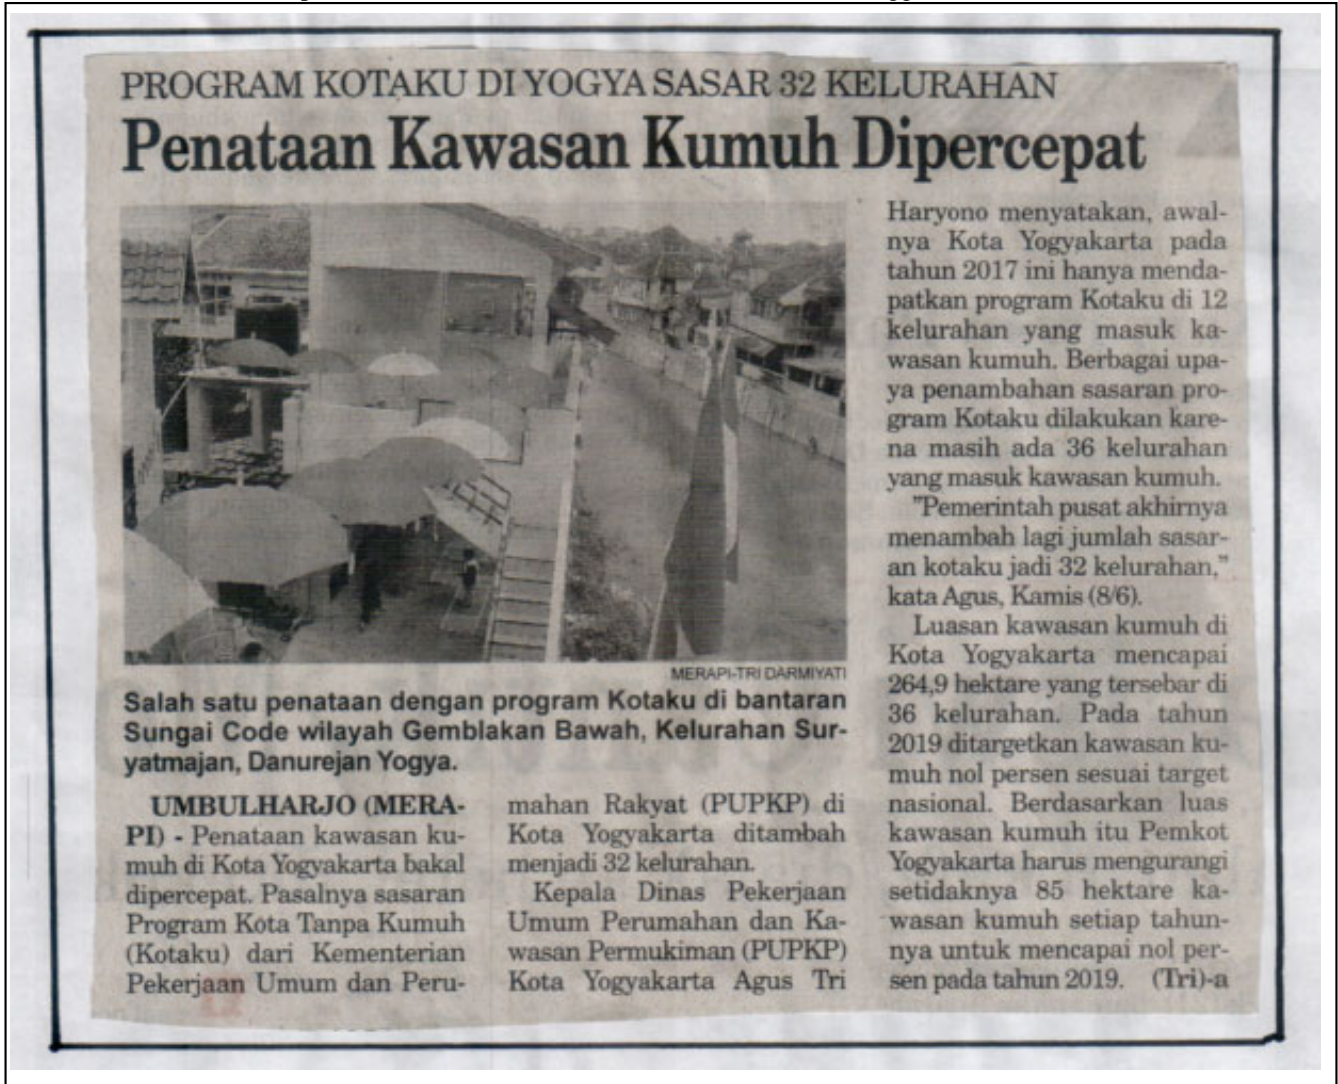 PROGRAM KOTAKU DI YOGYA SASAR 32 KELURAHAN
Penataan Kawasan Kumuh Dipercepat
MERAPI-TRI DARMIYATI
Salah satu penataan dengan program Kotaku di bantaran
Sungai Code wilayah Gemblakan Bawah, Kelurahan Sur-
yatmajan, Danurejan Yogya.
UMBULHARJO (MERA-
PI) - Penataan kawasan ku-
muh di Kota Yogyakarta bakal
dipercepat. Pasalnya sasaran
Program Kota Tanpa Kumuh
(Kotaku) dari Kementerian
Pekerjaan Umum dan Peru-
mahan Rakyat (PUPKP) di
Kota Yogyakarta ditambah
menjadi 32 kelurahan.
Kepala Dinas Pekerjaan
Umum Perumahan dan Ka-
wasan Permukiman (PUPKP)
Kota Yogyakarta Agus Tri
Haryono menyatakan, awal-
nya Kota Yogyakarta pada
tahun 2017 ini hanya menda-
patkan program Kotaku di 12
kelurahan yang masuk ka-
wasan kumuh. Berbagai upa-
ya penambahan sasaran pro-
gram Kotaku dilakukan kare-
na masih ada 36 kelurahan
yang masuk kawasan kumuh.
"Pemerintah pusat akhirnya
menambah lagi jumlah sasar-
an kotaku jadi 32 kelurahan,"
kata Agus, Kamis (8/6).
Luasan kawasan kumuh di
Kota Yogyakarta mencapai
264,9 hektare yang tersebar di
36 kelurahan. Pada tahun
2019 ditargetkan kawasan ku-
muh nol persen sesuai target
nasional. Berdasarkan luas
kawasan kumuh itu Pemkot
Yogyakarta harus mengurangi
setidaknya 85 hektare ka-
wasan kumuh setiap tahun-
nya untuk mencapai nol per-
sen pada tahun 2019. (Tri)-a